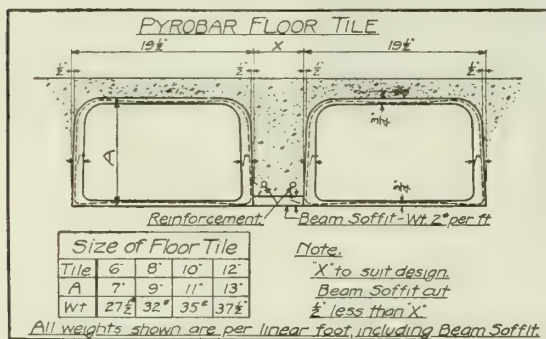 PYROBAR FLOOR TILE
19½" X 19½"
½" ½" ½" ½"
A
Reinforcement Beam Soffit-Wt. 2# per ft
Size of Floor Tile
Tile 6" 8" 10" 12"
A 7" 9" 11" 13"
Wt 27½# 32# 35# 37½#
Note.
"X" to suit design.
Beam Soffit cut
½" less than "X"
All weights shown are per linear foot, including Beam Soffit